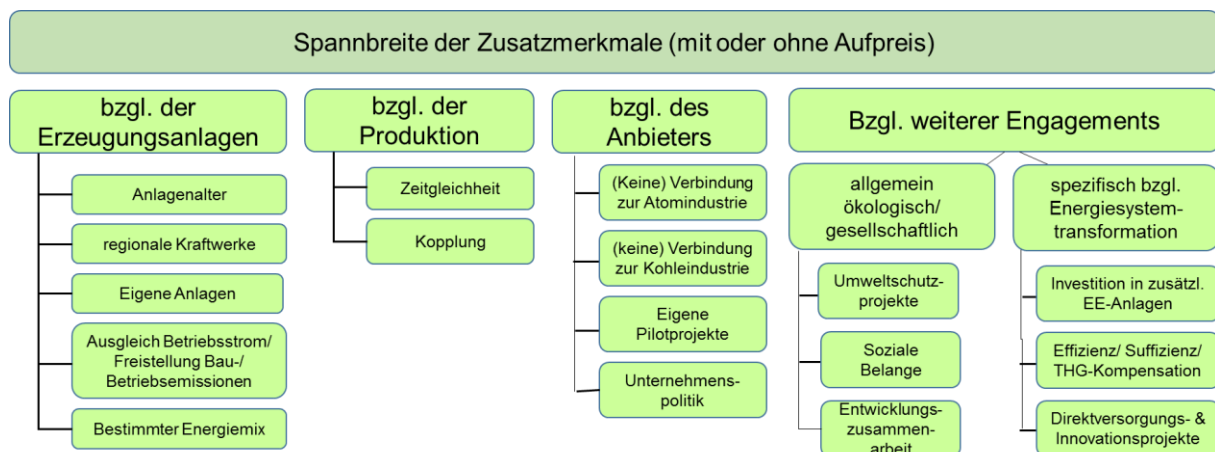 Spannbreite der Zusatzmerkmale (mit oder ohne Aufpreis)
bzgl. der
Erzeugungsanlagen
Anlagenalter
regionale Kraftwerke
Eigene Anlagen
Ausgleich Betriebsstrom/
Freistellung Bau-/
Betriebsemissionen
Bestimmter Energiemix
bzgl. der
Produktion
Zeitgleichheit
Kopplung
bzgl. des
Anbieters
(Keine) Verbindung
zur Atomindustrie
(keine) Verbindung
zur Kohleindustrie
Eigene
Pilotprojekte
Unternehmens-
politik
Bzgl. weiterer Engagements
allgemein
ökologisch/
gesellschaftlich
Umweltschutz-
projekte
Soziale
Belange
Entwicklungs-
zusammen-
arbeit
spezifisch bzgl.
Energiesystem-
transformation
Investition in zusätzl.
EE-Anlagen
Effizienz/ Suffizienz/
THG-Kompensation
Direktversorgungs- &
Innovationsprojekte